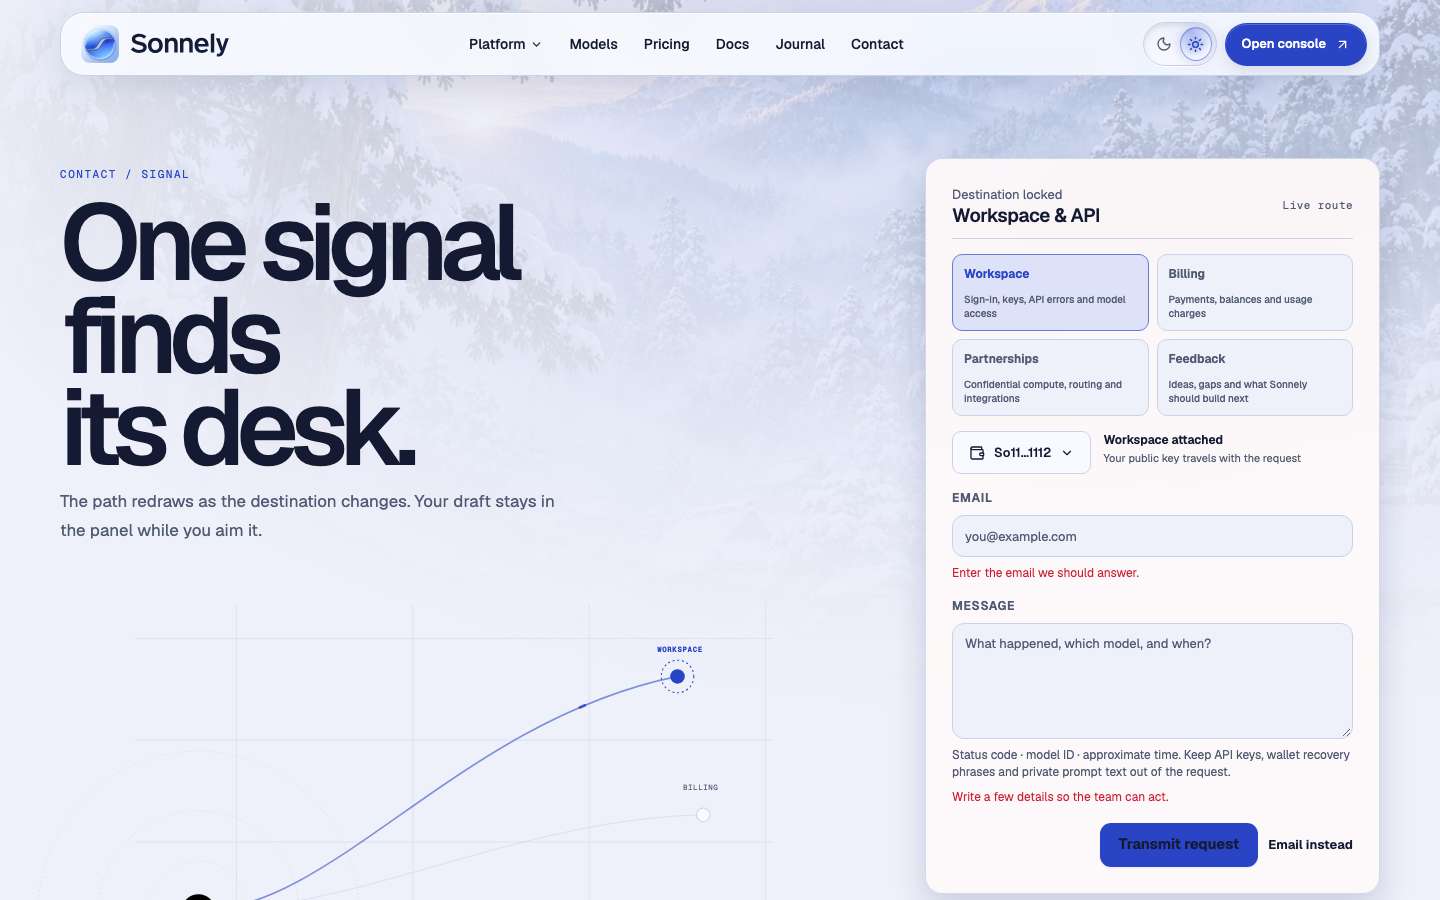 Sonnely
Platform
Models
Pricing
Docs
Journal
Contact
Open console
CONTACT / SIGNAL
One signal
finds
its desk.
The path redraws as the destination changes. Your draft stays in
the panel while you aim it.
WORKSPACE
BILLING
Destination locked
Workspace & API
Live route
Workspace
Sign-in, keys, API errors and model
access
Billing
Payments, balances and usage
charges
Partnerships
Confidential compute, routing and
integrations
Feedback
Ideas, gaps and what Sonnely
should build next
So11...1112
Workspace attached
Your public key travels with the request
EMAIL
you@example.com
Enter the email we should answer.
MESSAGE
What happened, which model, and when?
Status code · model ID · approximate time. Keep API keys, wallet recovery
phrases and private prompt text out of the request.
Write a few details so the team can act.
Transmit request
Email instead